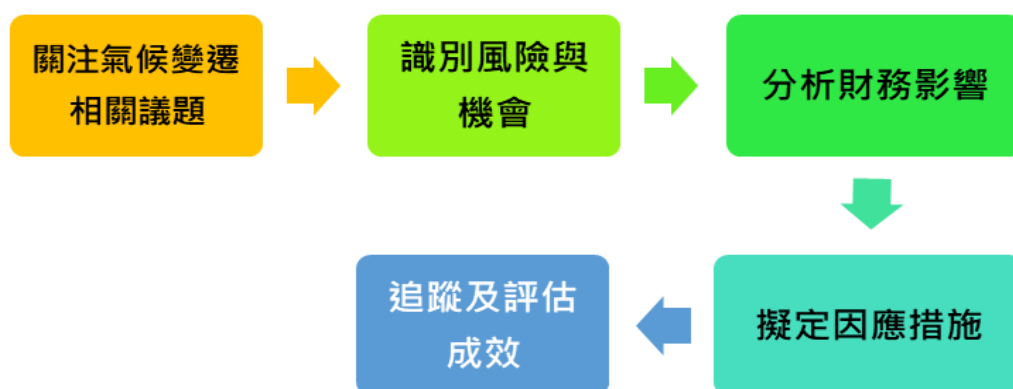 關注氣候變遷
相關議題
識別風險與
機會
分析財務影響
擬定因應措施
追蹤及評估
成效